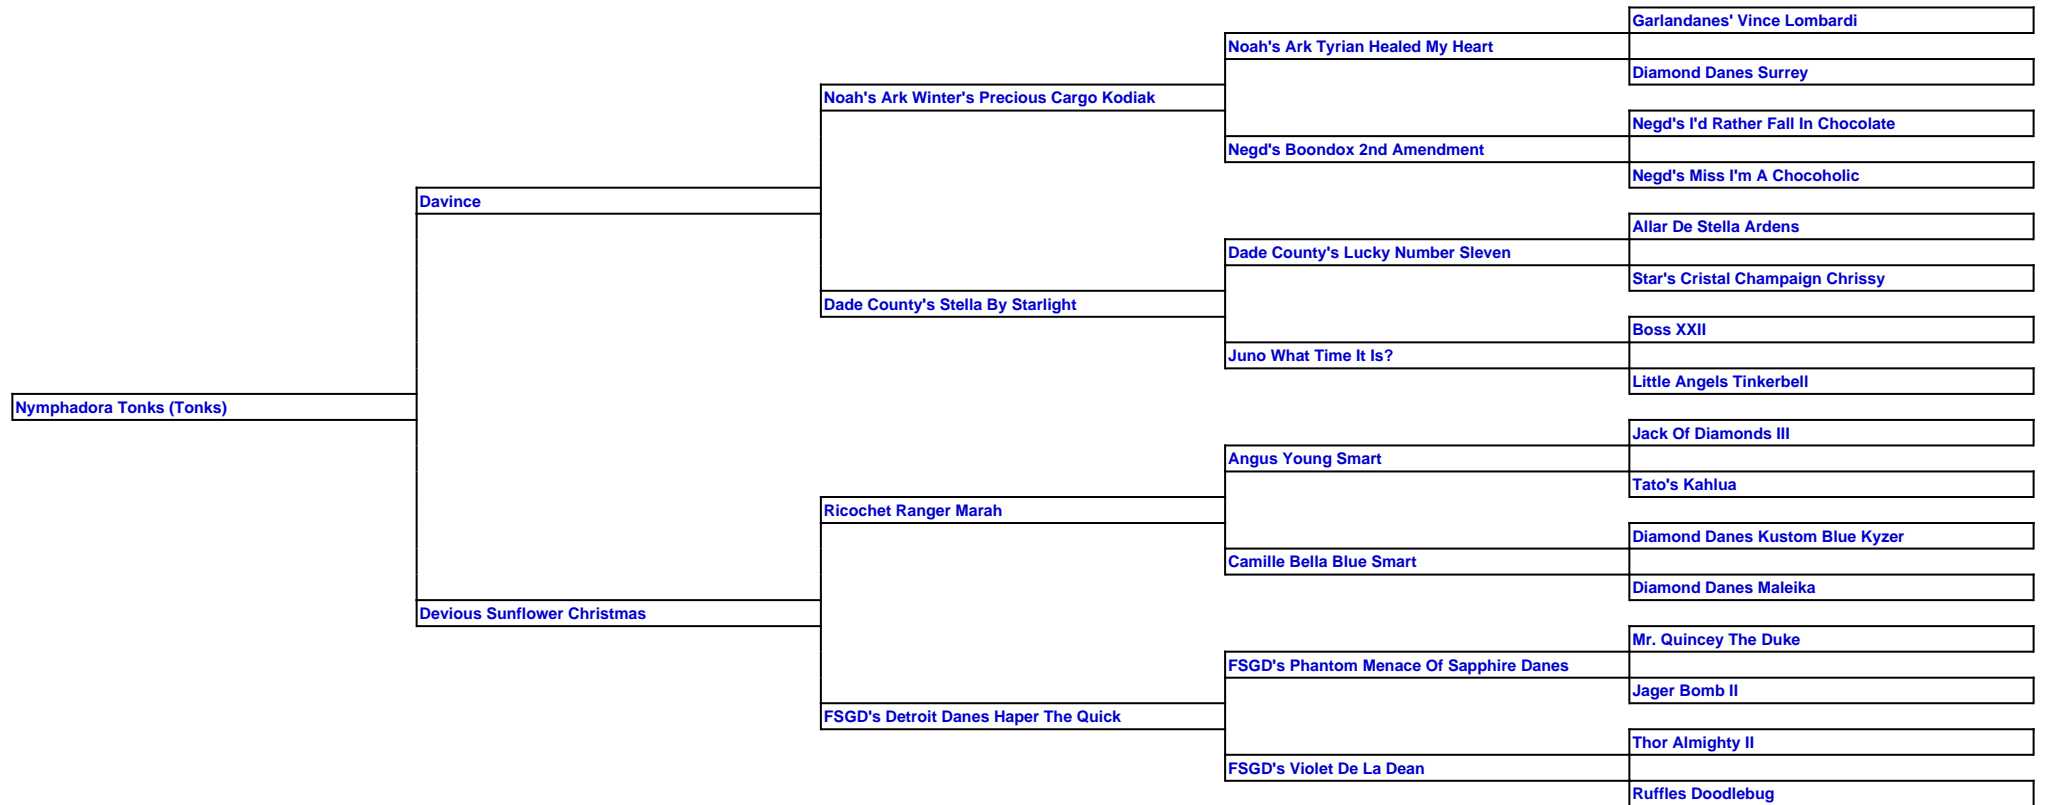 Garlandanes' Vince Lombardi
Noah's Ark Tyrian Healed My Heart
Diamond Danes Surrey
Noah's Ark Winter's Precious Cargo Kodiak
Negd's I'd Rather Fall In Chocolate
Negd's Boondox 2nd Amendment
Negd's Miss I'm A Chocoholic
Davince
Allar De Stella Ardens
Dade County's Lucky Number Sleven
Star's Cristal Champaign Chrissy
Dade County's Stella By Starlight
Boss XXII
Juno What Time It Is?
Little Angels Tinkerbell
Nymphadora Tonks (Tonks)
Jack Of Diamonds III
Angus Young Smart
Tato's Kahlua
Ricochet Ranger Marah
Diamond Danes Kustom Blue Kyzer
Camille Bella Blue Smart
Diamond Danes Maleika
Devious Sunflower Christmas
Mr. Quincey The Duke
FSGD's Phantom Menace Of Sapphire Danes
Jager Bomb II
FSGD's Detroit Danes Haper The Quick
Thor Almighty II
FSGD's Violet De La Dean
Ruffles Doodlebug